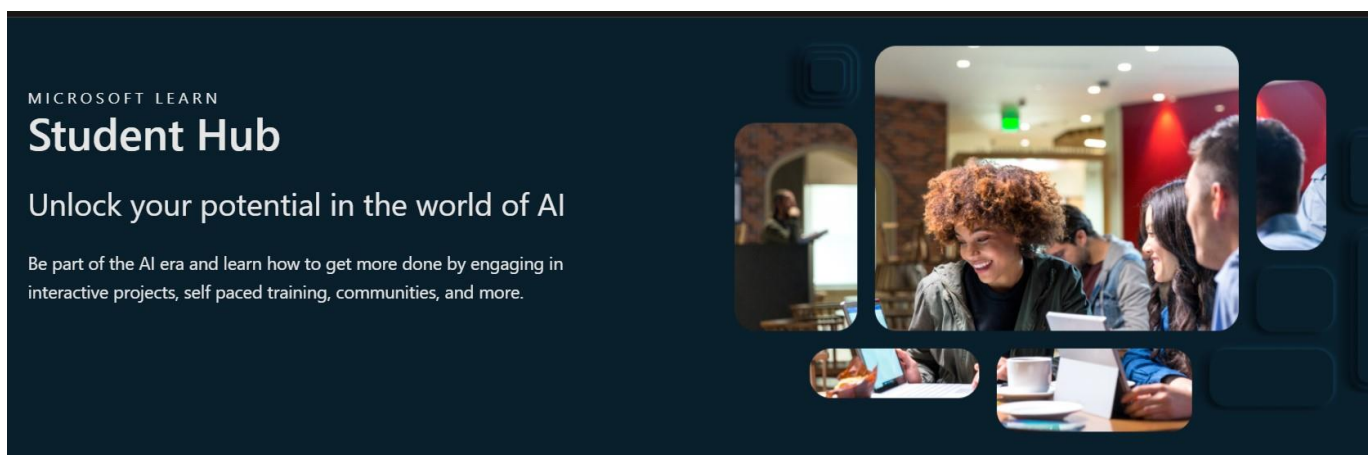 MICROSOFT LEARN
Student Hub
Unlock your potential in the world of AI
Be part of the AI era and learn how to get more done by engaging in
interactive projects, self paced training, communities, and more.